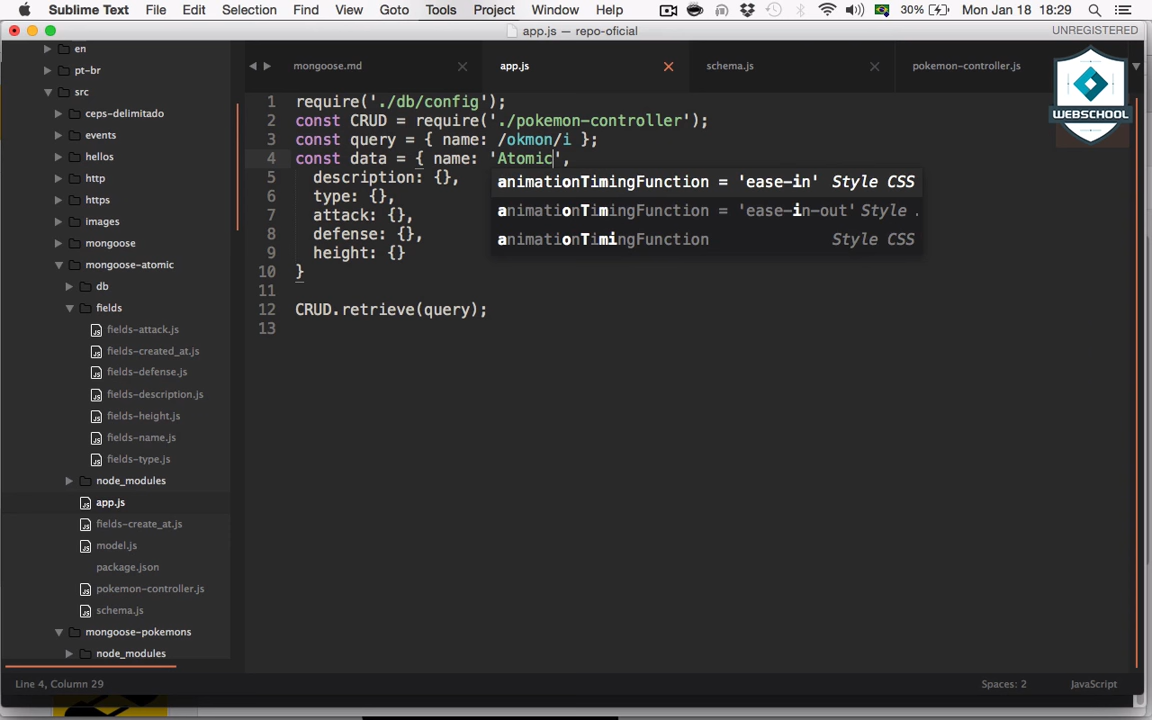 Sublime Text File Edit Selection Find View Goto Tools Project Window Help 30% Mon Jan 18 18:29
app.js — repo-oficial UNREGISTERED
mongoose.md app.js schema.js pokemon-controller.js
WEBSCHOOL
en
pt-br
src
ceps-delimitado
events
hellos
http
https
images
mongoose
mongoose-atomic
db
fields
fields-attack.js
fields-created_at.js
fields-defense.js
fields-description.js
fields-height.js
fields-name.js
fields-type.js
node_modules
app.js
fields-create_at.js
model.js
package.json
pokemon-controller.js
schema.js
mongoose-pokemons
node_modules
1 require('./db/config');
2 const CRUD = require('./pokemon-controller');
3 const query = { name: /okmon/i };
4 const data = { name: 'Atomic',
5 description: {},
6 type: {},
7 attack: {},
8 defense: {},
9 height: {}
10 }
11
12 CRUD.retrieve(query);
13
animationTimingFunction = 'ease-in' Style CSS
animationTimingFunction = 'ease-in-out' Style .
animationTimingFunction Style CSS
Line 4, Column 29 Spaces: 2 JavaScript